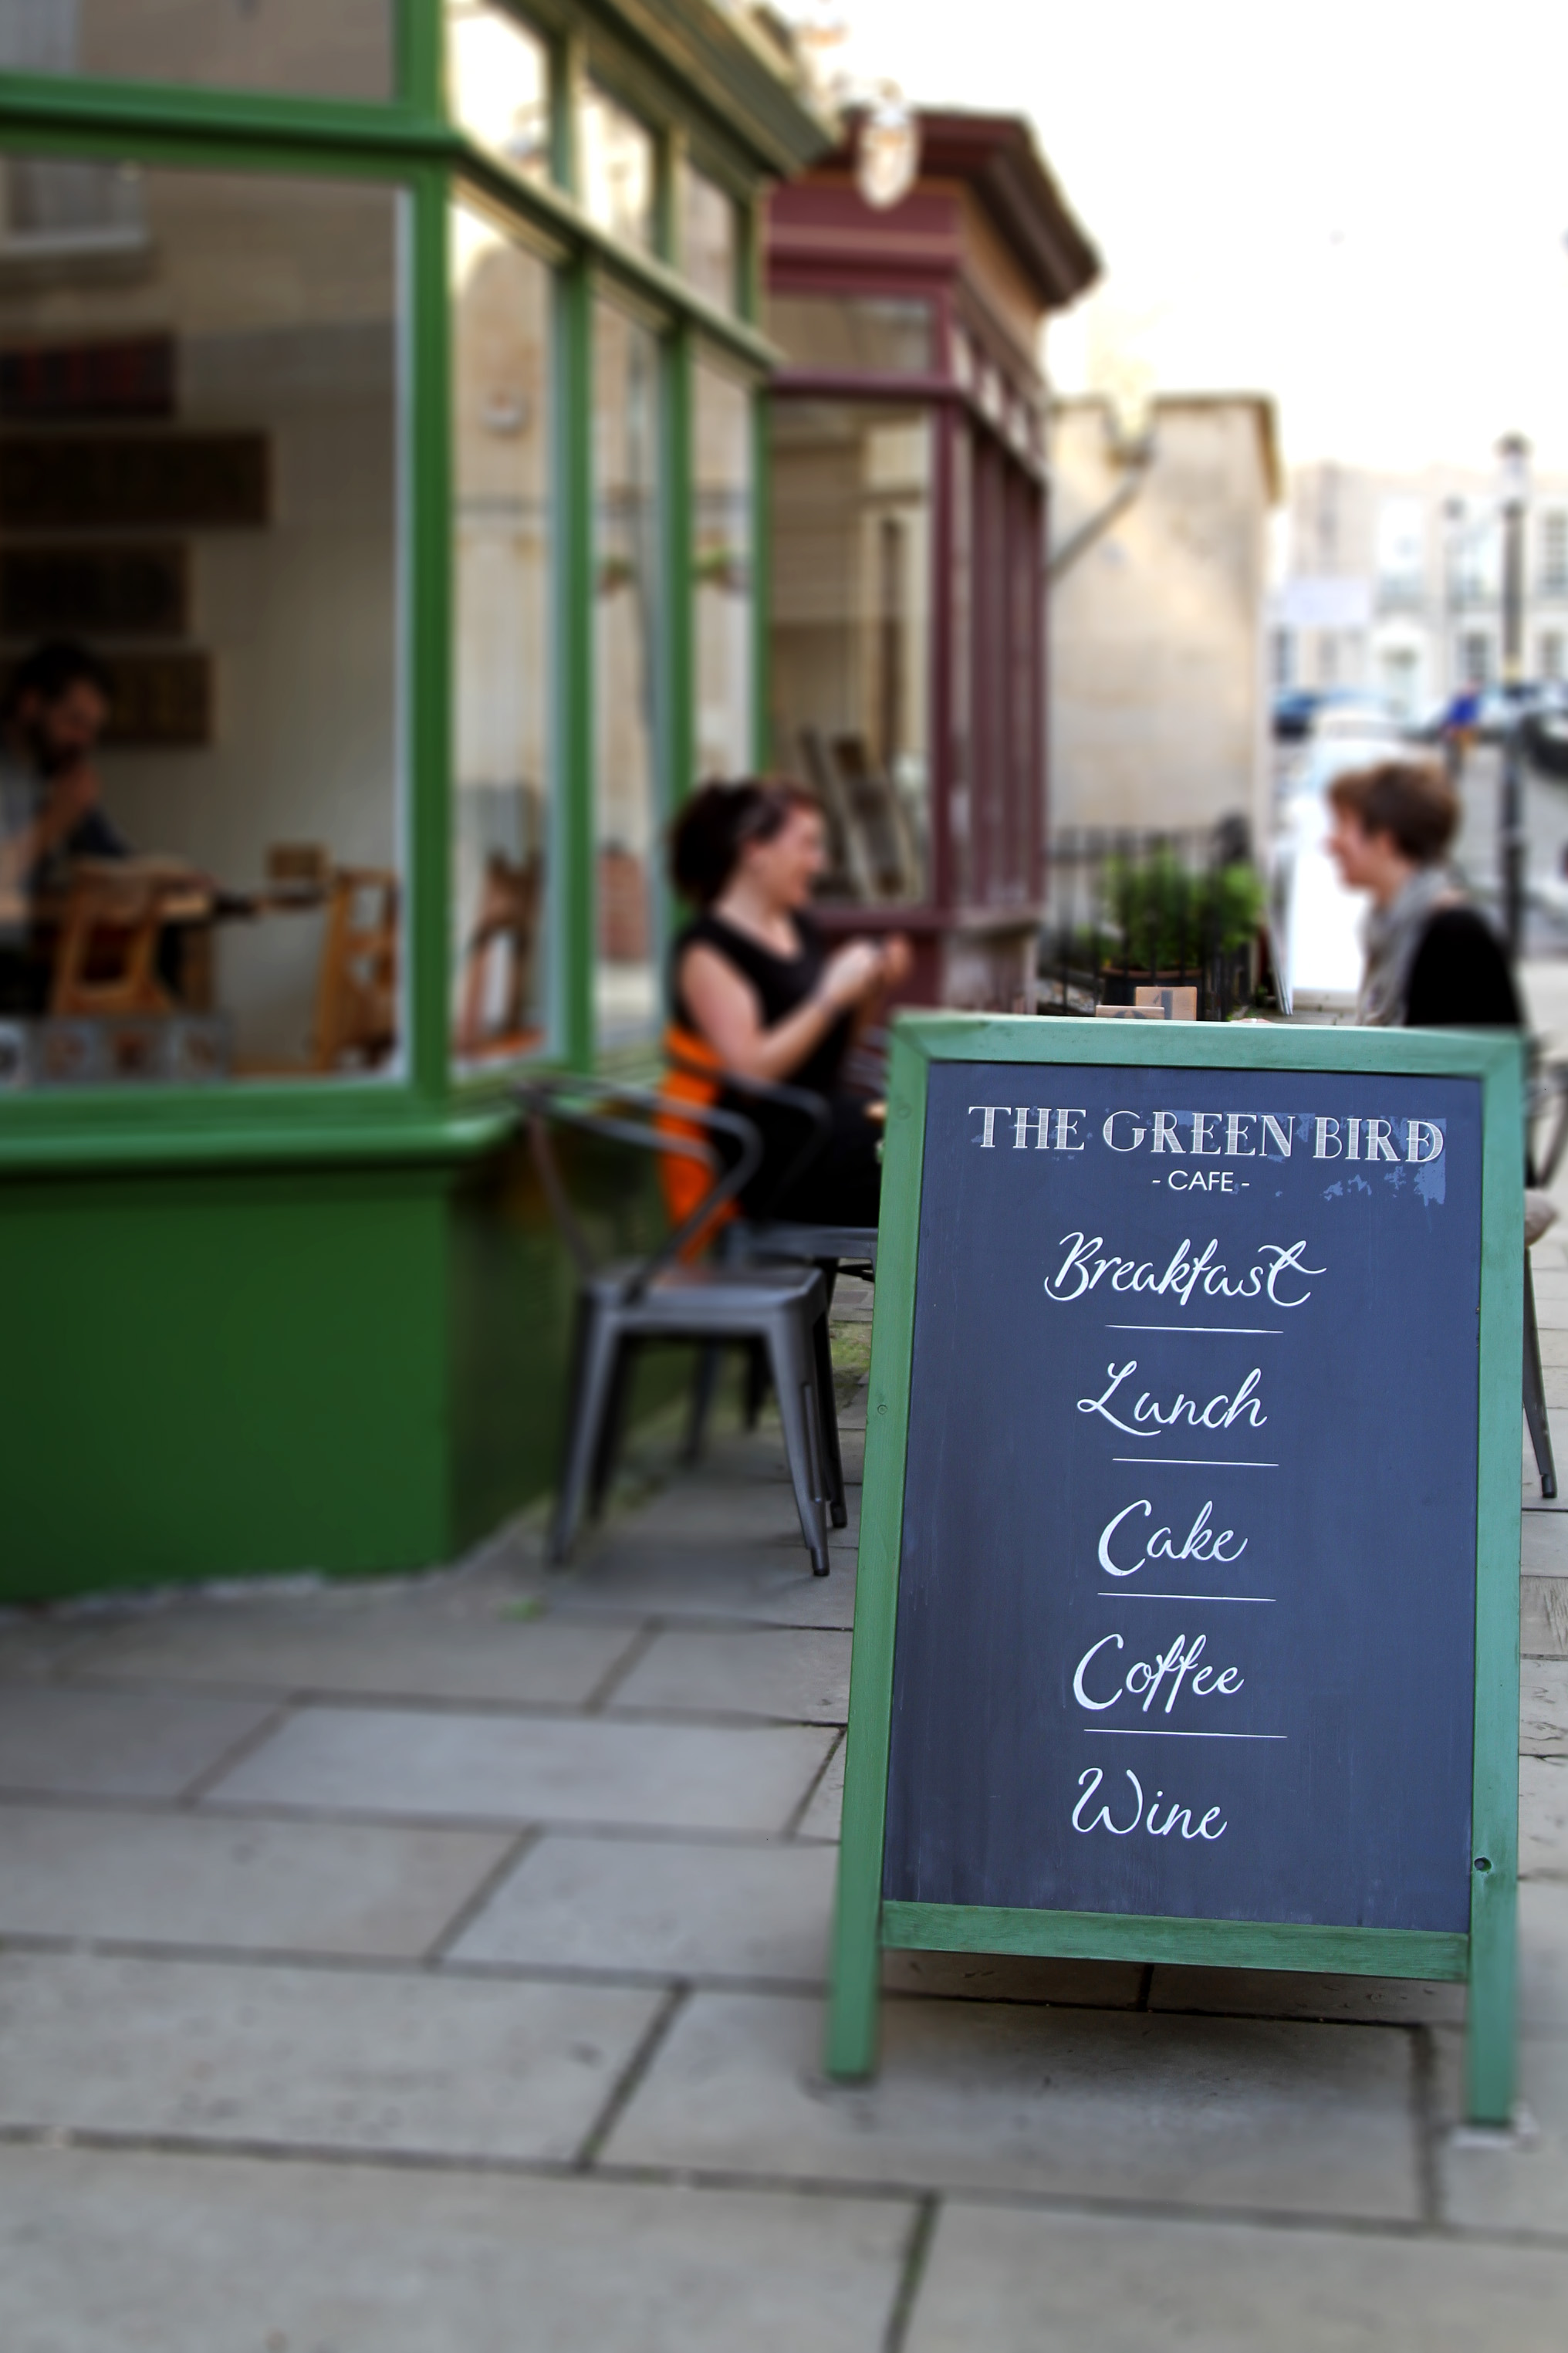 THE GREEN BIRD
- CAFE -
Breakfast
Lunch
Cake
Coffee
Wine